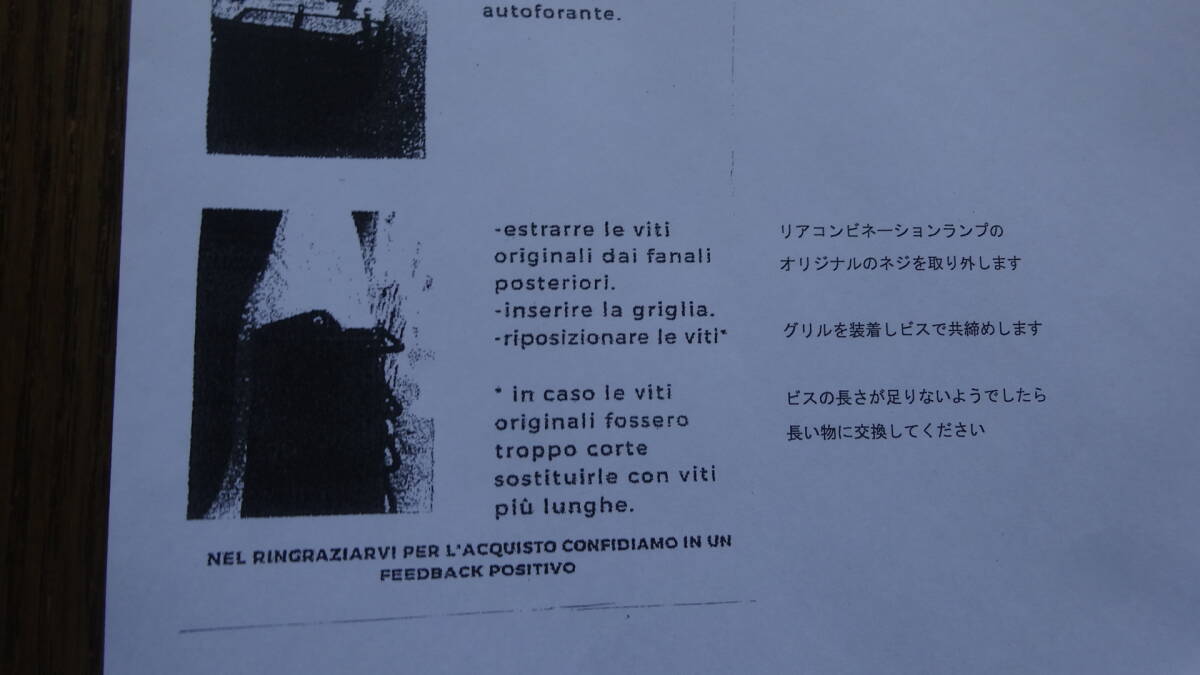 autoforante.
-estrarre le viti
originali dai fanali
posteriori.
-inserire la griglia.
-riposizionare le viti*
* in caso le viti
originali fossero
troppo corte
sostituirle con viti
più lunghe.
リアコンビネーションランプの
オリジナルのネジを取り外します
グリルを装着しビスで共締めします
ビスの長さが足りないようでしたら
長い物に交換してください
NEL RINGRAZIARVI PER L'ACQUISTO CONFIDIAMO IN UN
FEEDBACK POSITIVO